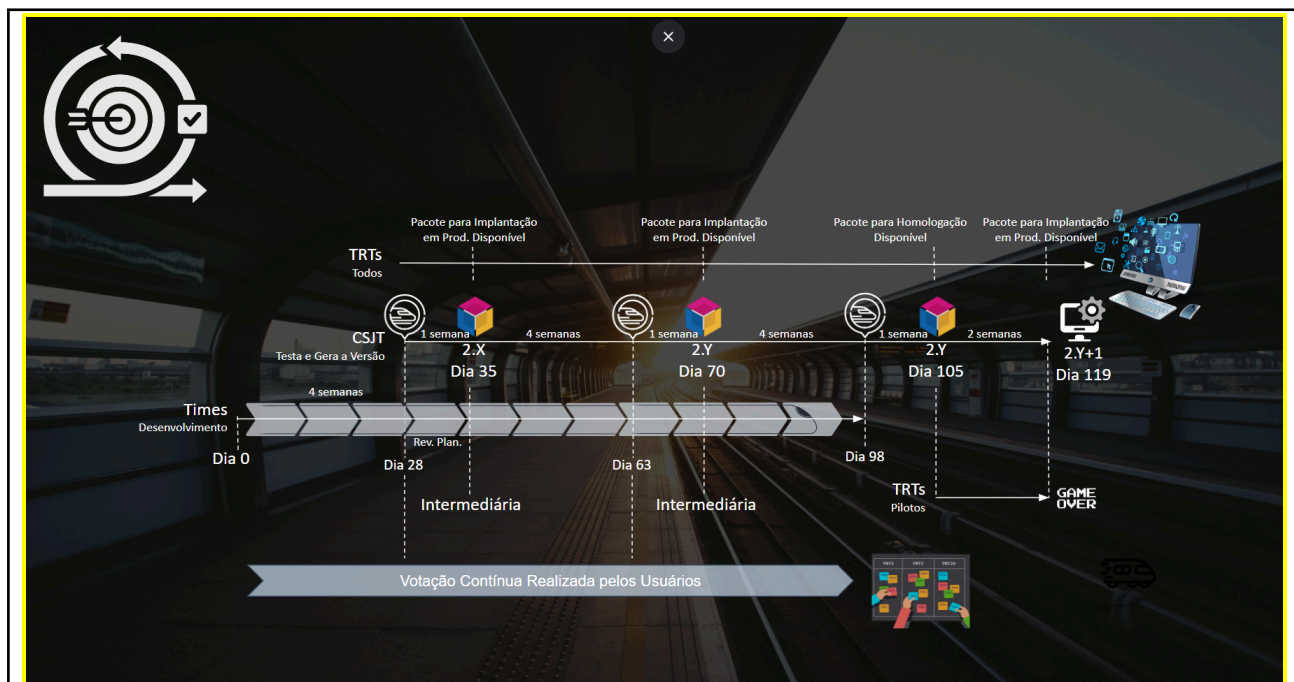 Pacote para Implantação
em Prod. Disponível
Pacote para Implantação
em Prod. Disponível
Pacote para Homologação
Disponível
Pacote para Implantação
em Prod. Disponível
TRTs
Todos
CSJT
Testa e Gera a Versão
1 semana
4 semanas
1 semana
4 semanas
1 semana
2 semanas
2.X
Dia 35
2.Y
Dia 70
2.Y
Dia 105
2.Y+1
Dia 119
4 semanas
Times
Desenvolvimento
Rev. Plan.
Dia 0
Dia 28
Dia 63
Dia 98
Intermediária
Intermediária
TRTs
Pilotos
GAME
OVER
TRT1
TRT2
TRT24
Votação Contínua Realizada pelos Usuários